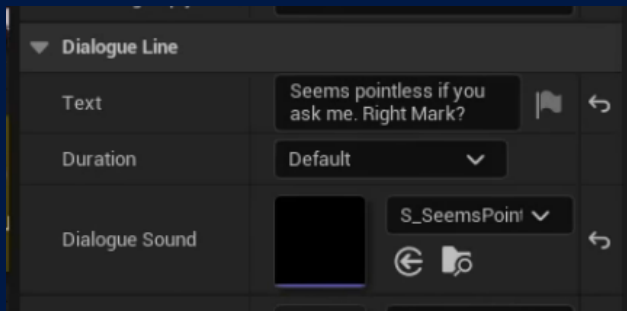 Dialogue Line
Text
Seems pointless if you
ask me. Right Mark?
Duration
Default
Dialogue Sound
S_SeemsPoint